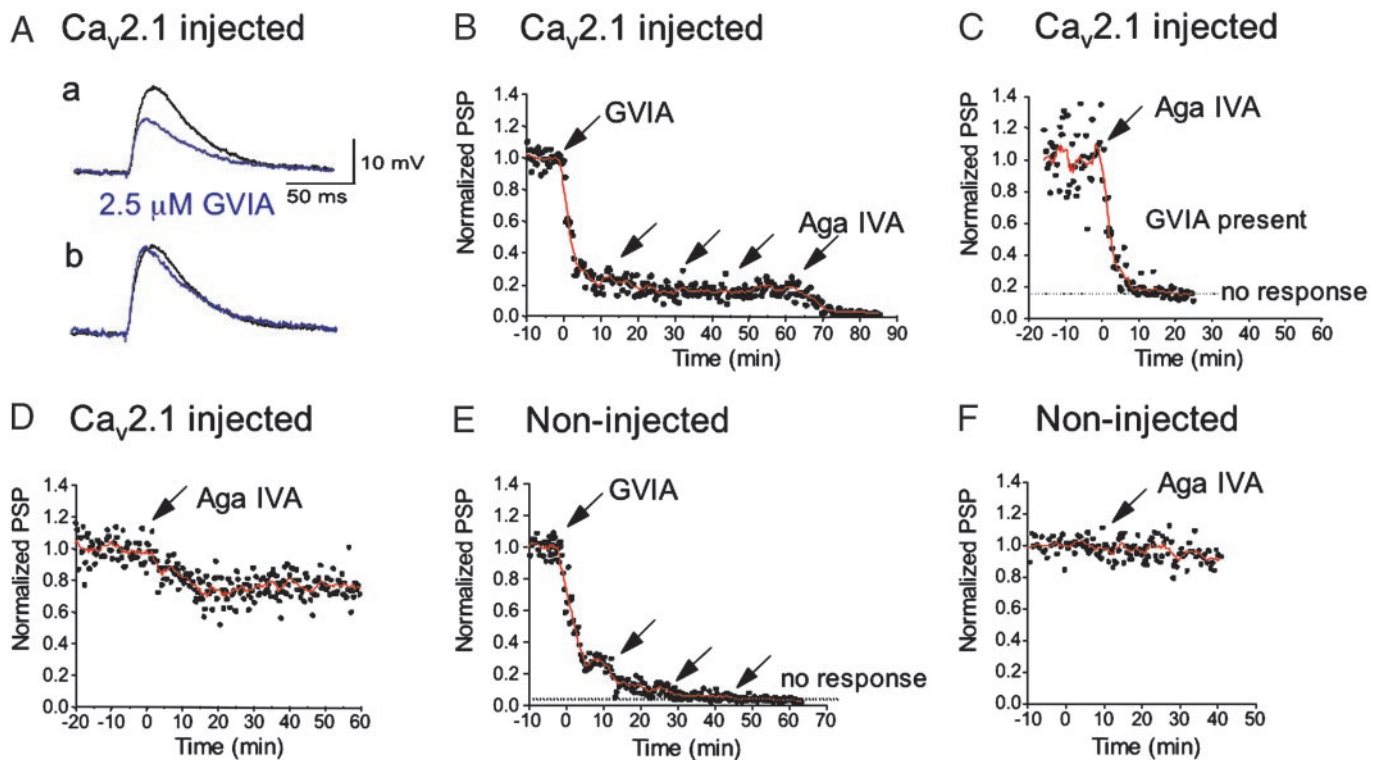 A Cav2.1 injected
a
10 mV
50 ms
2.5 μM GVIA
b
B Cav2.1 injected
Normalized PSP
1.4
1.2
1.0
0.8
0.6
0.4
0.2
0.0
GVIA
Aga IVA
-10 0 10 20 30 40 50 60 70 80 90
Time (min)
C Cav2.1 injected
Normalized PSP
1.4
1.2
1.0
0.8
0.6
0.4
0.2
0.0
Aga IVA
GVIA present
no response
-20 -10 0 10 20 30 40 50 60
Time (min)
D Cav2.1 injected
Normalized PSP
1.4
1.2
1.0
0.8
0.6
0.4
0.2
0.0
Aga IVA
-20 -10 0 10 20 30 40 50 60
Time (min)
E Non-injected
Normalized PSP
1.4
1.2
1.0
0.8
0.6
0.4
0.2
0.0
GVIA
no response
-10 0 10 20 30 40 50 60 70
Time (min)
F Non-injected
Normalized PSP
1.4
1.2
1.0
0.8
0.6
0.4
0.2
0.0
Aga IVA
-10 0 10 20 30 40 50
Time (min)